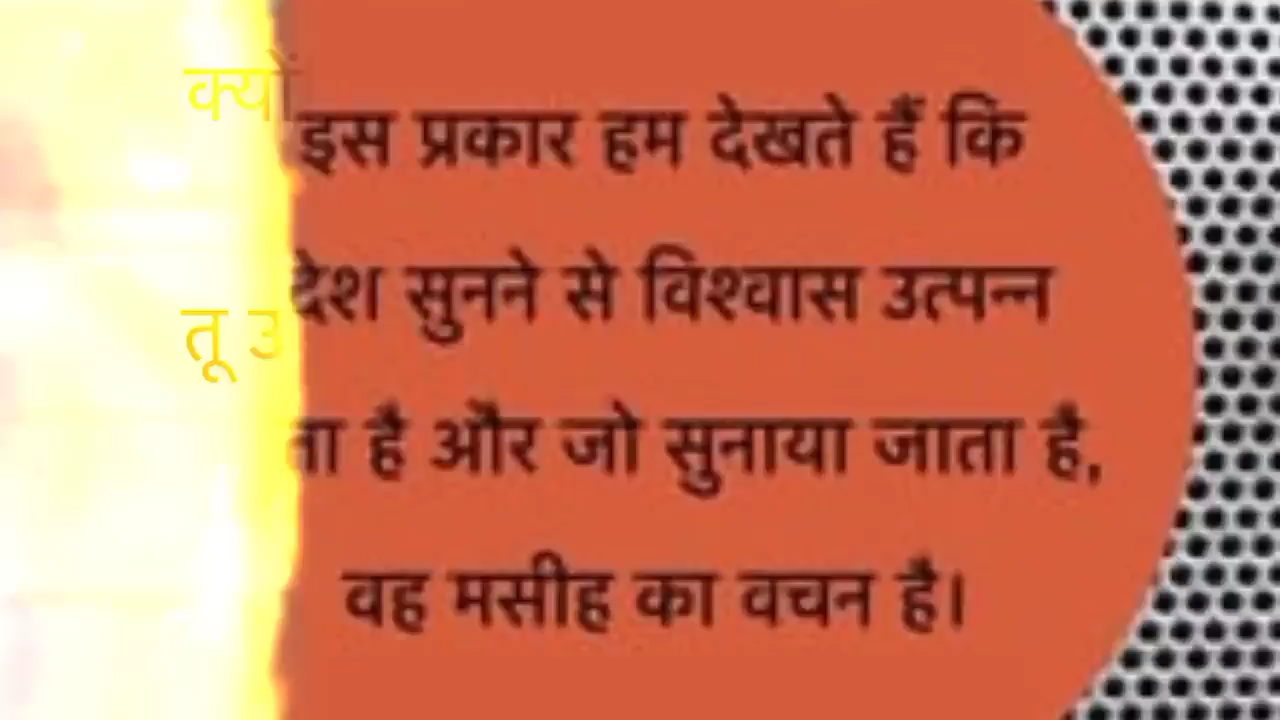 क्यों
इस प्रकार हम देखते हैं कि
सुनने से विश्वास उत्पन्न
तू
है और जो सुनाया जाता है,
वह मसीह का वचन है।